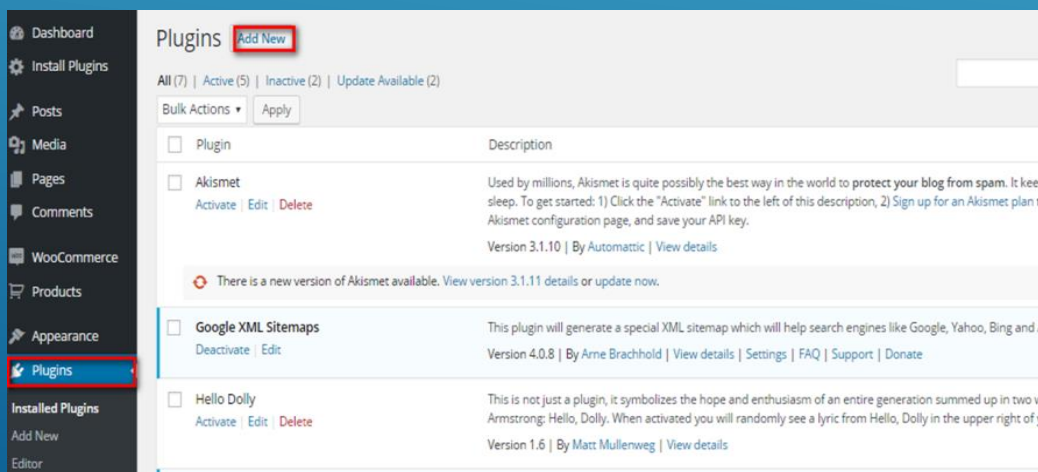 Dashboard
Install Plugins
Posts
Media
Pages
Comments
WooCommerce
Products
Appearance
Plugins
Installed Plugins
Add New
Editor
Plugins Add New
All (7) | Active (5) | Inactive (2) | Update Available (2)
Bulk Actions Apply
Plugin Description
Akismet
Activate | Edit | Delete
Used by millions, Akismet is quite possibly the best way in the world to protect your blog from spam. It kee
sleep. To get started: 1) Click the "Activate" link to the left of this description, 2) Sign up for an Akismet plan
Akismet configuration page, and save your API key.
Version 3.1.10 | By Automattic | View details
There is a new version of Akismet available. View version 3.1.11 details or update now.
Google XML Sitemaps
Deactivate | Edit
This plugin will generate a special XML sitemap which will help search engines like Google, Yahoo, Bing and
Version 4.0.8 | By Arne Brachhold | View details | Settings | FAQ | Support | Donate
Hello Dolly
Activate | Edit | Delete
This is not just a plugin, it symbolizes the hope and enthusiasm of an entire generation summed up in two
Armstrong: Hello, Dolly. When activated you will randomly see a lyric from Hello, Dolly in the upper right of
Version 1.6 | By Matt Mullenweg | View details